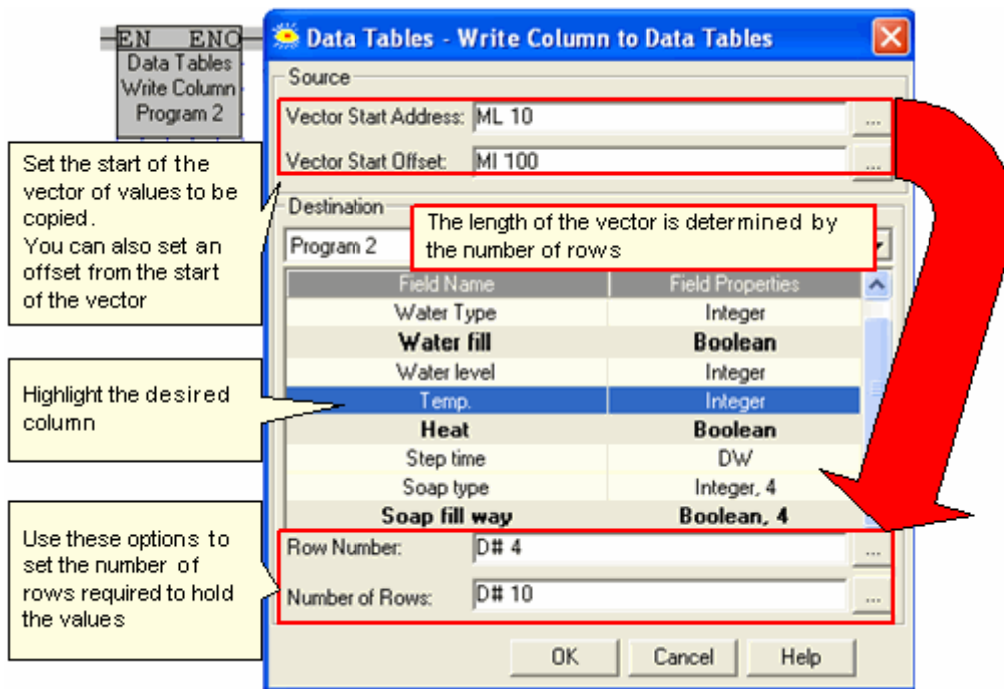 EN ENO
Data Tables
Write Column
Program 2
Data Tables - Write Column to Data Tables
Source
Vector Start Address: ML 10 ...
Vector Start Offset: MI 100 ...
Set the start of the
vector of values to be
copied.
You can also set an
offset from the start
of the vector
Destination
Program 2
The length of the vector is determined by
the number of rows
Field Name Field Properties
Water Type Integer
Water fill Boolean
Water level Integer
Temp. Integer
Heat Boolean
Step time DW
Soap type Integer, 4
Soap fill way Boolean, 4
Highlight the desired
column
Use these options to
set the number of
rows required to hold
the values
Row Number: D# 4 ...
Number of Rows: D# 10 ...
OK Cancel Help